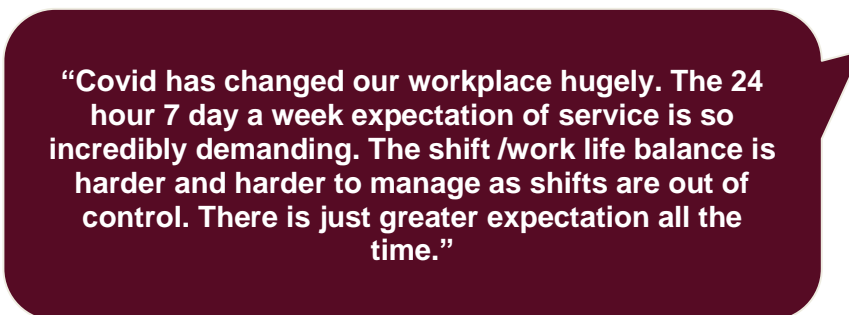 “Covid has changed our workplace hugely. The 24
hour 7 day a week expectation of service is so
incredibly demanding. The shift /work life balance is
harder and harder to manage as shifts are out of
control. There is just greater expectation all the
time.”